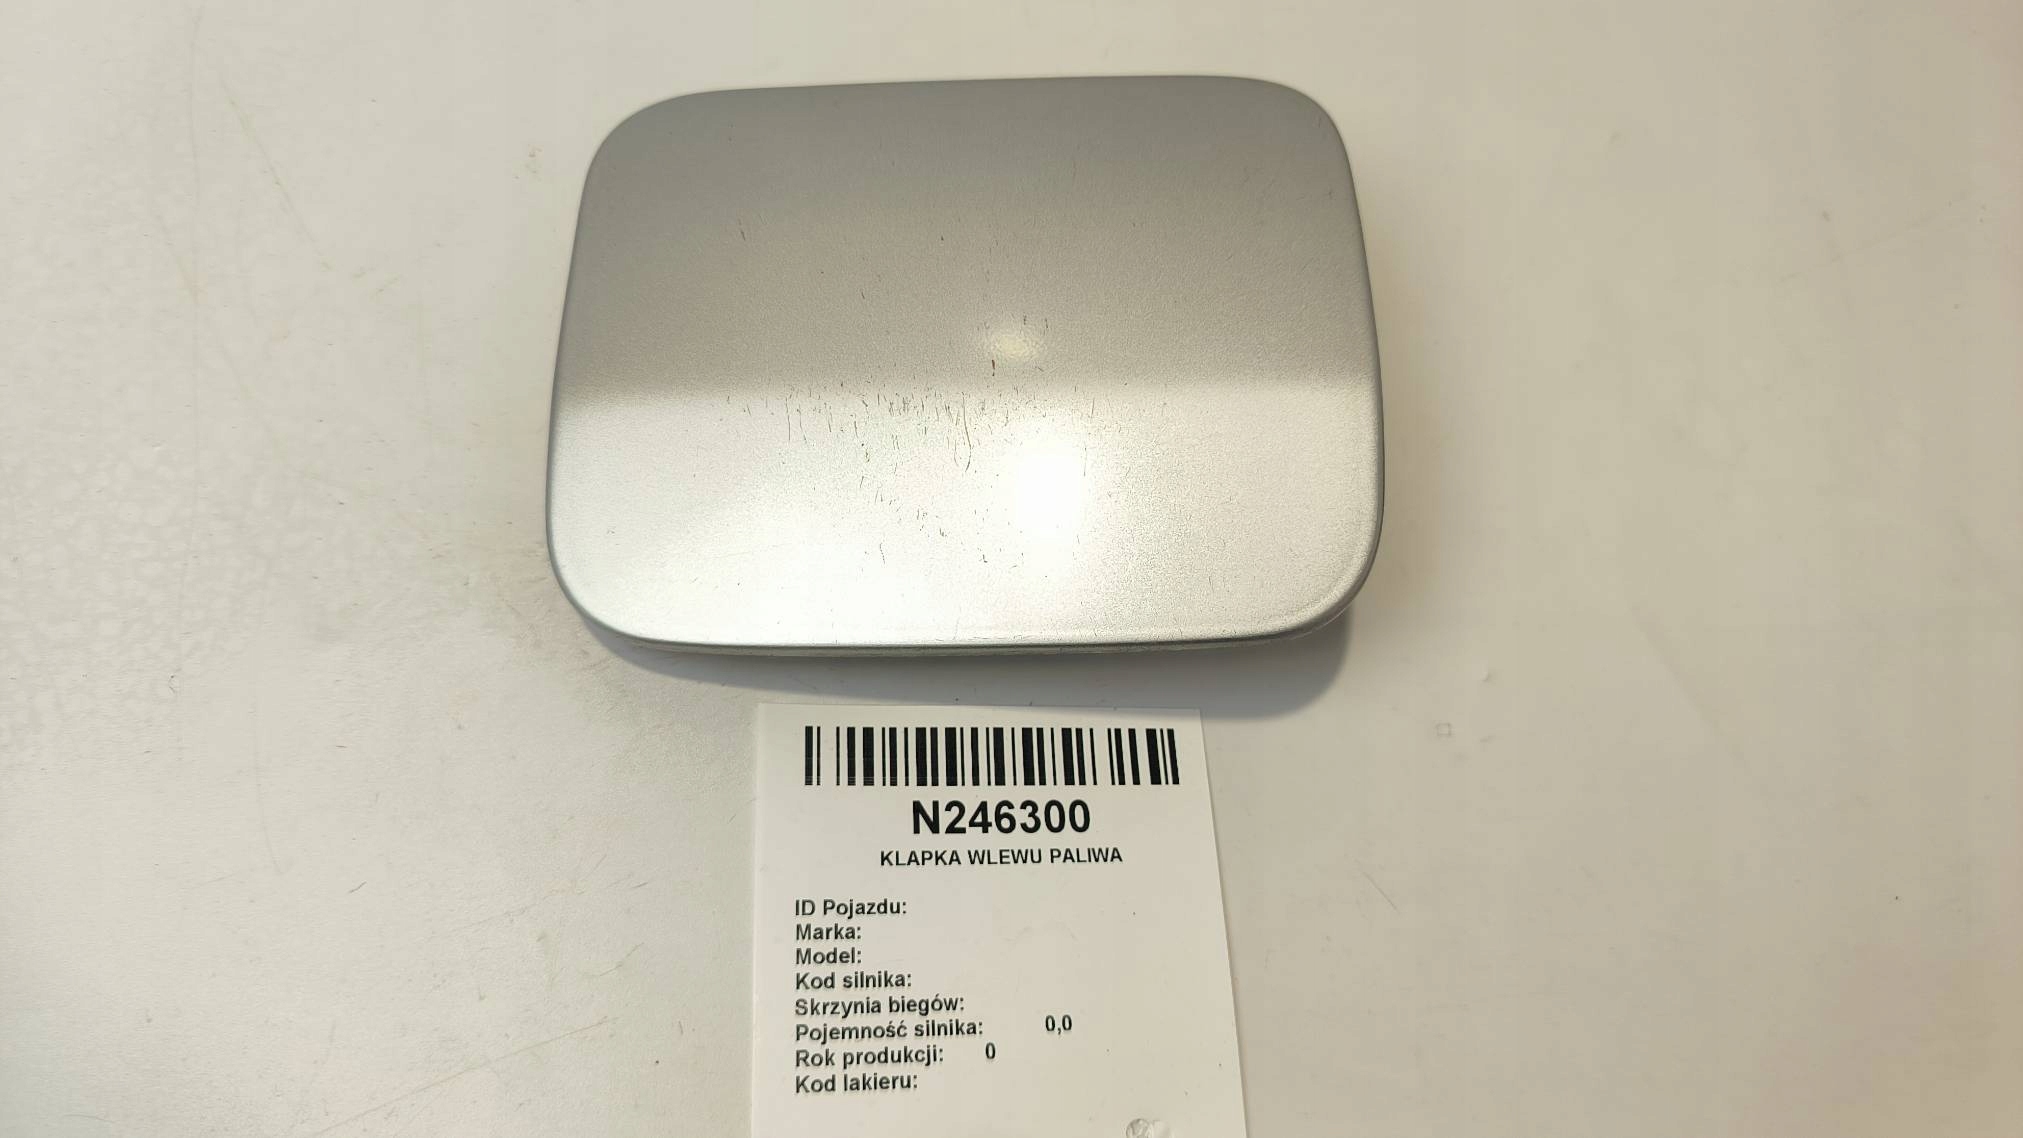 N246300
KLAPKA WLEWU PALIWA
ID Pojazdu:
Marka:
Model:
Kod silnika:
Skrzynia biegów:
Pojemność silnika: 0,0
Rok produkcji: 0
Kod lakieru: